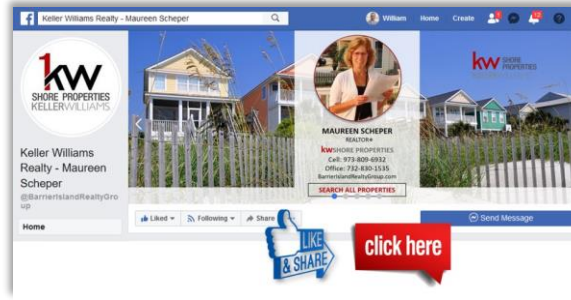 Keller Williams Realty - Maureen Scheper
William
Home
Create
kw
SHORE PROPERTIES
KELLERWILLIAMS.
kw SHORE
PROPERTIES
MAUREEN SCHEPER
REALTOR®
kwSHORE PROPERTIES
Cell: 973-809-6932
Office: 732-830-1535
BarrierIslandRealtyGroup.com
SEARCH ALL PROPERTIES
Keller Williams
Realty - Maureen
Scheper
@BarrierIslandRealtyGro
up
Home
Liked
Following
Share
Send Message
LIKE
& SHARE
click here